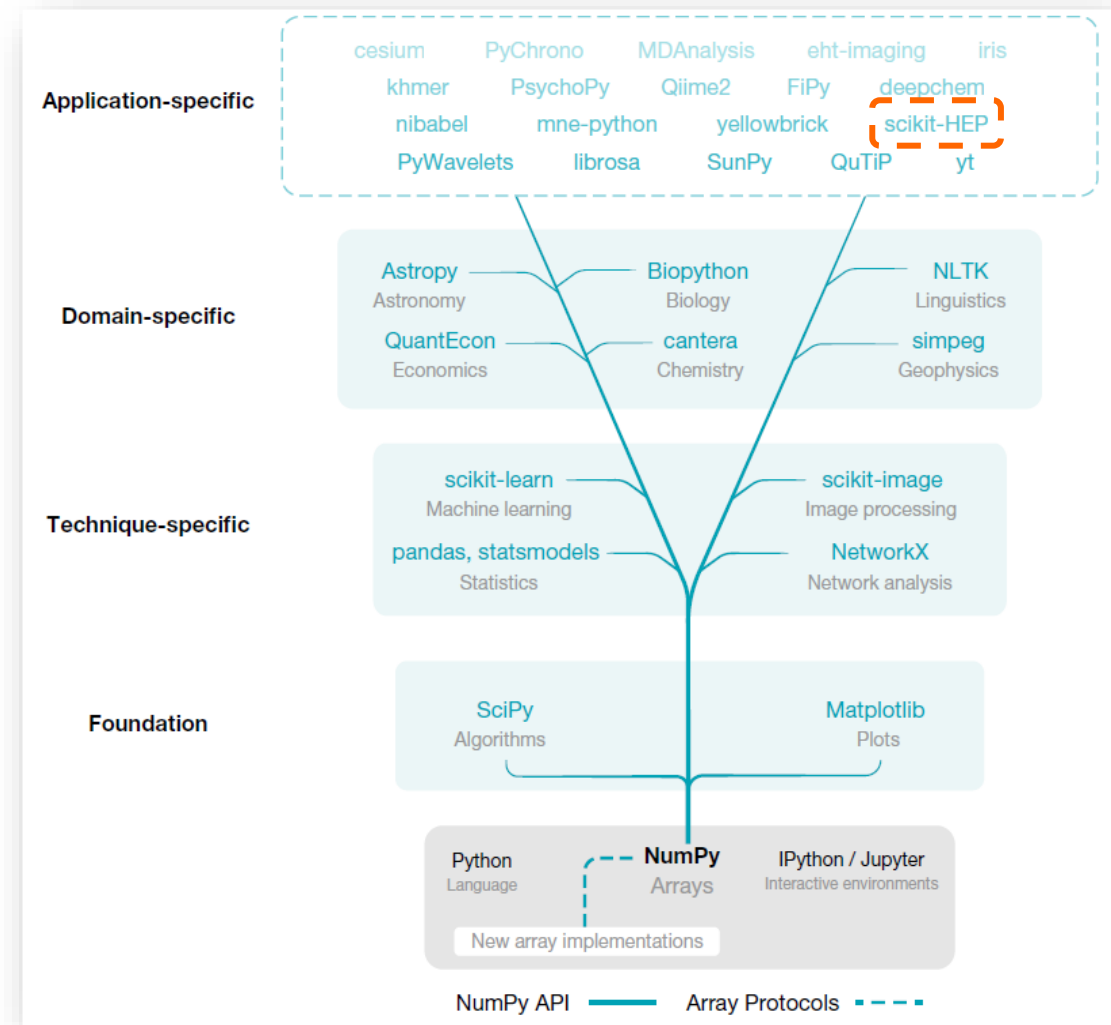 cesium PyChrono MDAnalysis eht-imaging iris
Application-specific
khmer PsychoPy Qiime2 FiPy deepchem
nibabel mne-python yellowbrick scikit-HEP
PyWavelets librosa SunPy QuTiP yt
Astropy Biopython NLTK
Astronomy Biology Linguistics
Domain-specific
QuantEcon cantera simpeg
Economics Chemistry Geophysics
scikit-learn scikit-image
Machine learning Image processing
Technique-specific
pandas, statsmodels NetworkX
Statistics Network analysis
Foundation
SciPy Matplotlib
Algorithms Plots
Python NumPy IPython / Jupyter
Language Arrays Interactive environments
New array implementations
NumPy API Array Protocols